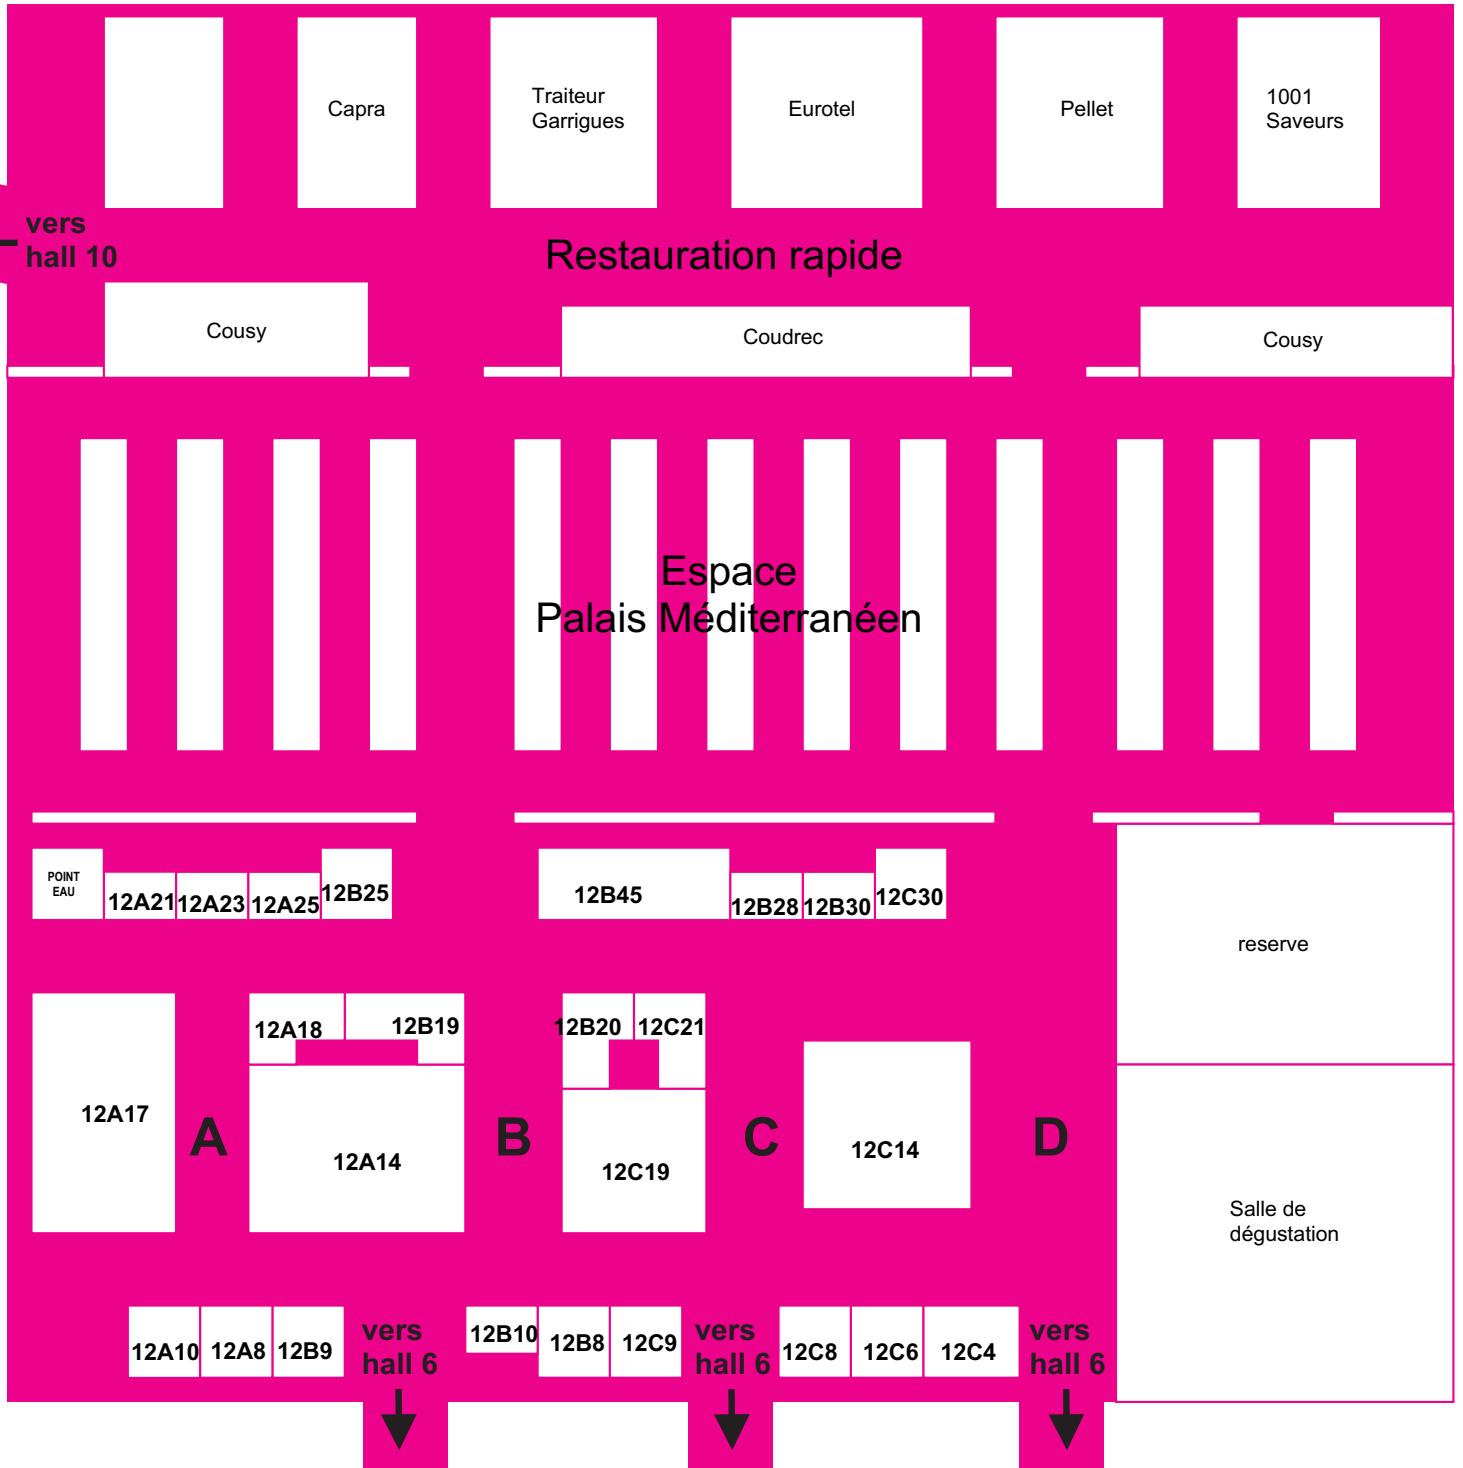 Capra
Traiteur
Garrigues
Eurotel
Pellet
1001
Saveurs
vers
hall 10
Restauration rapide
Cousy
Coudrec
Cousy
Espace
Palais Méditerranéen
POINT
EAU
12A21
12A23
12A25
12B25
12B45
12B28
12B30
12C30
reserve
12A18
12B19
12B20
12C21
12A17
A
12A14
B
12C19
C
12C14
D
Salle de
dégustation
12A10
12A8
12B9
vers
hall 6
12B10
12B8
12C9
vers
hall 6
12C8
12C6
12C4
vers
hall 6